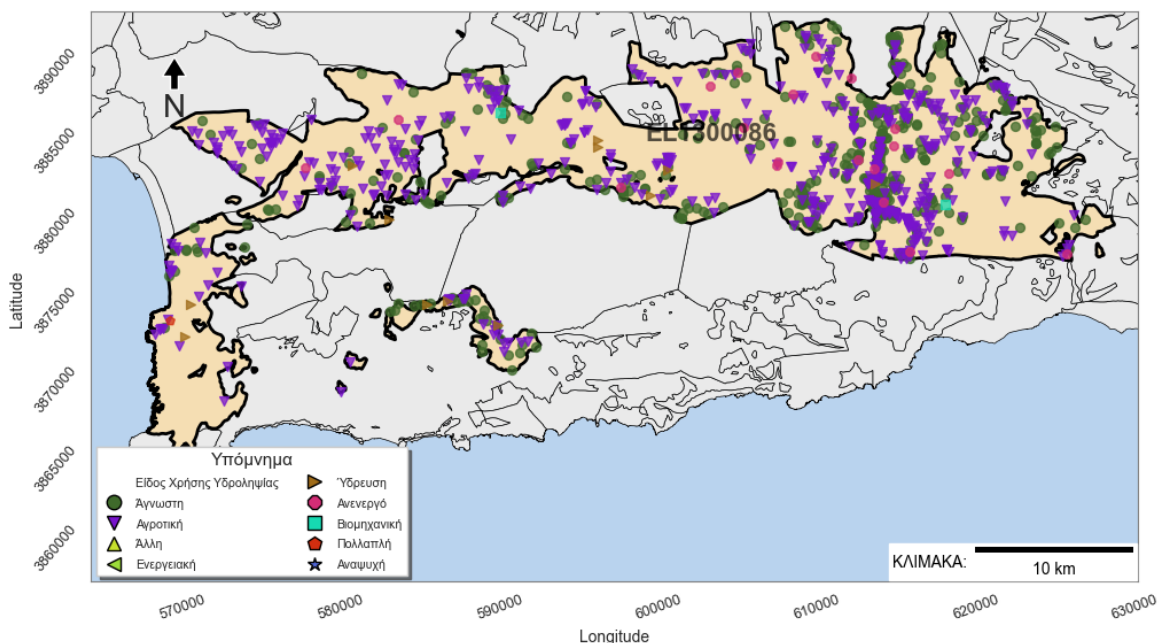 3890000
3885000
3880000
3875000
3870000
3865000
3860000
Latitude
N
EL1300086
Υπόμνημα
Είδος Χρήσης Υδροληψίας
Άγνωστη
Αγροτική
Άλλη
Ενεργειακή
Ύδρευση
Ανενεργό
Βιομηχανική
Πολλαπλή
Αναψυχή
ΚΛΙΜΑΚΑ:
10 km
570000
580000
590000
600000
610000
620000
630000
Longitude